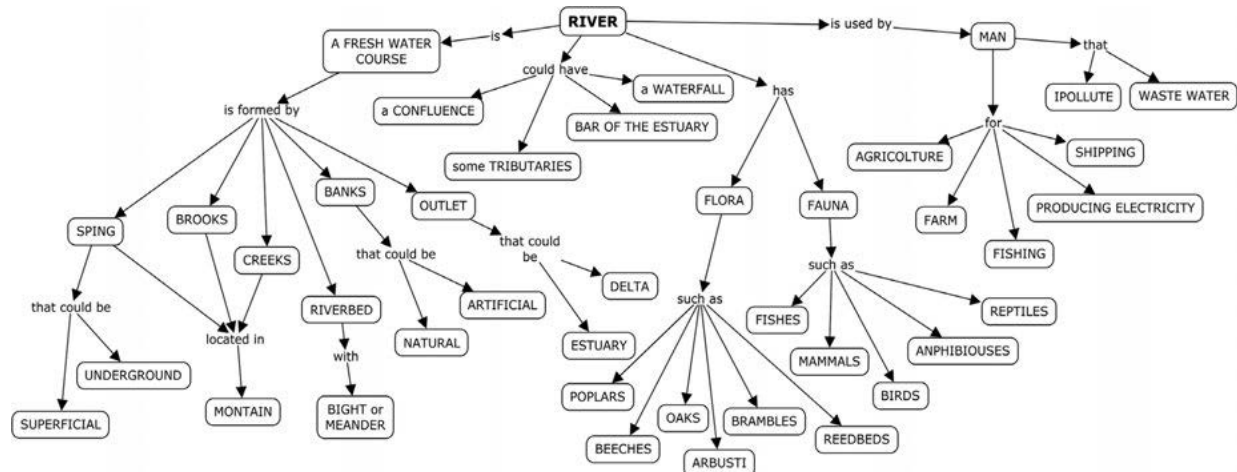 RIVER
is
is used by
A FRESH WATER
COURSE
MAN
that
could have
a WATERFALL
has
IPOLLUTE
WASTE WATER
a CONFLUENCE
is formed by
BAR OF THE ESTUARY
for
some TRIBUTARIES
AGRICOLTURE
SHIPPING
BANKS
OUTLET
FLORA
FAUNA
FARM
PRODUCING ELECTRICITY
SPING
BROOKS
CREEKS
that could be
that could
be
FISHING
such as
DELTA
that could be
RIVERBED
ARTIFICIAL
such as
FISHES
REPTILES
located in
NATURAL
ESTUARY
MAMMALS
ANPHIBIOUSES
with
UNDERGROUND
POPLARS
BIRDS
SUPERFICIAL
MONTAIN
BIGHT or
MEANDER
OAKS
BRAMBLES
BEECHES
REEDBEDS
ARBUSTI